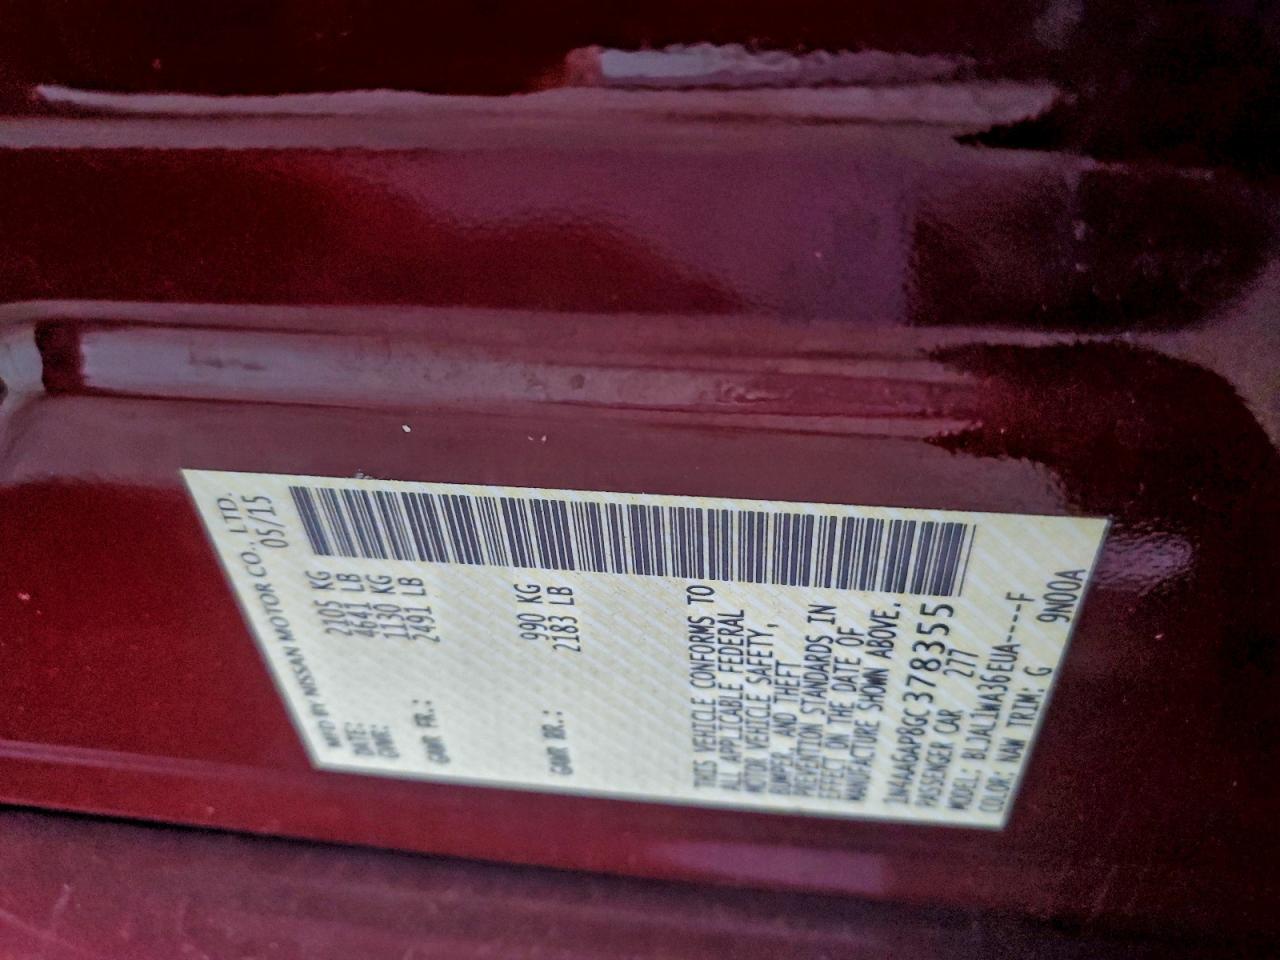 MFD BY NISSAN MOTOR CO., LTD.
DATE: 05/15
GVWR: 2105 KG
4641 LB
GAWR FR.: 1130 KG
2491 LB
GAWR RR.: 990 KG
2183 LB
THIS VEHICLE CONFORMS TO
ALL APPLICABLE FEDERAL
MOTOR VEHICLE SAFETY,
BUMPER, AND THEFT
PREVENTION STANDARDS IN
EFFECT ON THE DATE OF
MANUFACTURE SHOWN ABOVE.
1N4AA6AP8GC378355
PASSENGER CAR 277
MODEL: BLJAL1WA36EUA----F
COLOR: NAW TRIM: G 9N00A